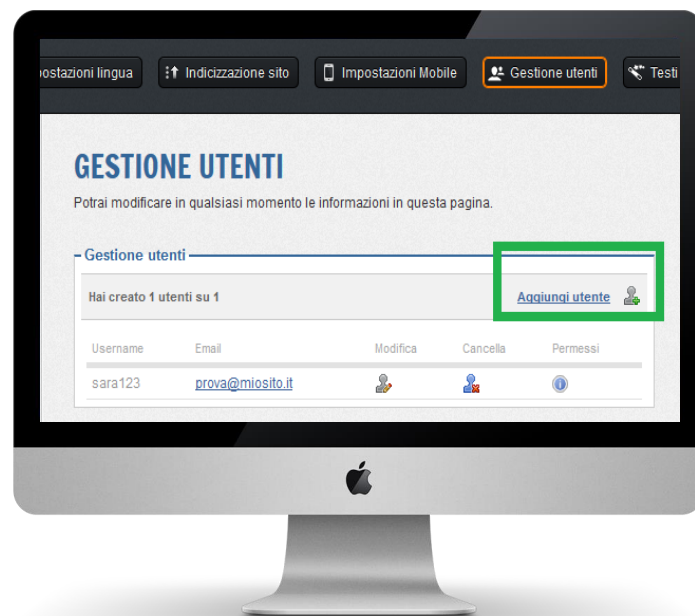 postazioni lingua
Indicizzazione sito
Impostazioni Mobile
Gestione utenti
Testi
GESTIONE UTENTI
Potrai modificare in qualsiasi momento le informazioni in questa pagina.
Gestione utenti
Hai creato 1 utenti su 1
Aggiungi utente
Username Email Modifica Cancella Permessi
sara123 prova@miosito.it